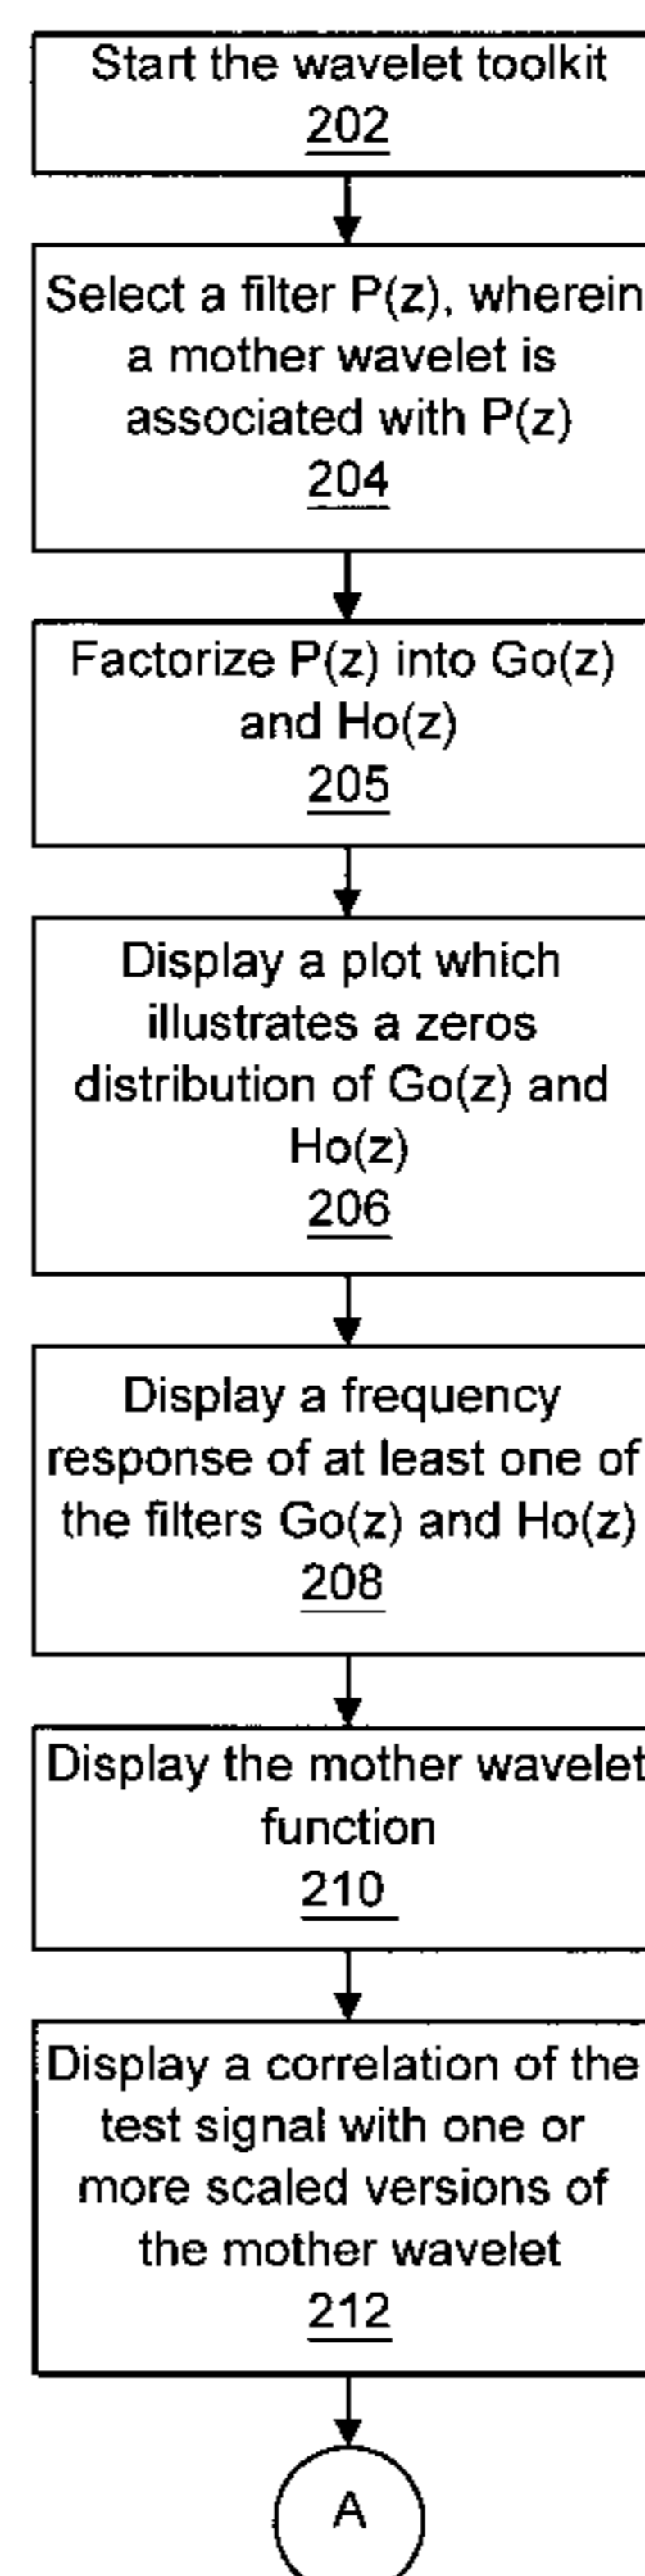 Start the wavelet toolkit
202
Select a filter P(z), wherein
a mother wavelet is
associated with P(z)
204
Factorize P(z) into Go(z)
and Ho(z)
205
Display a plot which
illustrates a zeros
distribution of Go(z) and
Ho(z)
206
Display a frequency
response of at least one of
the filters Go(z) and Ho(z)
208
Display the mother wavelet
function
210
Display a correlation of the
test signal with one or
more scaled versions of
the mother wavelet
212
A